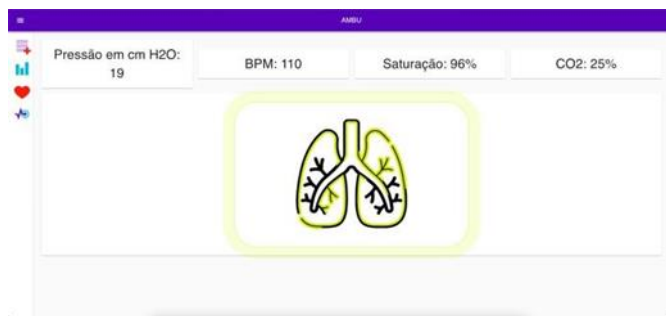 AMBU
Pressão em cm H2O:
19
BPM: 110
Saturação: 96%
CO2: 25%